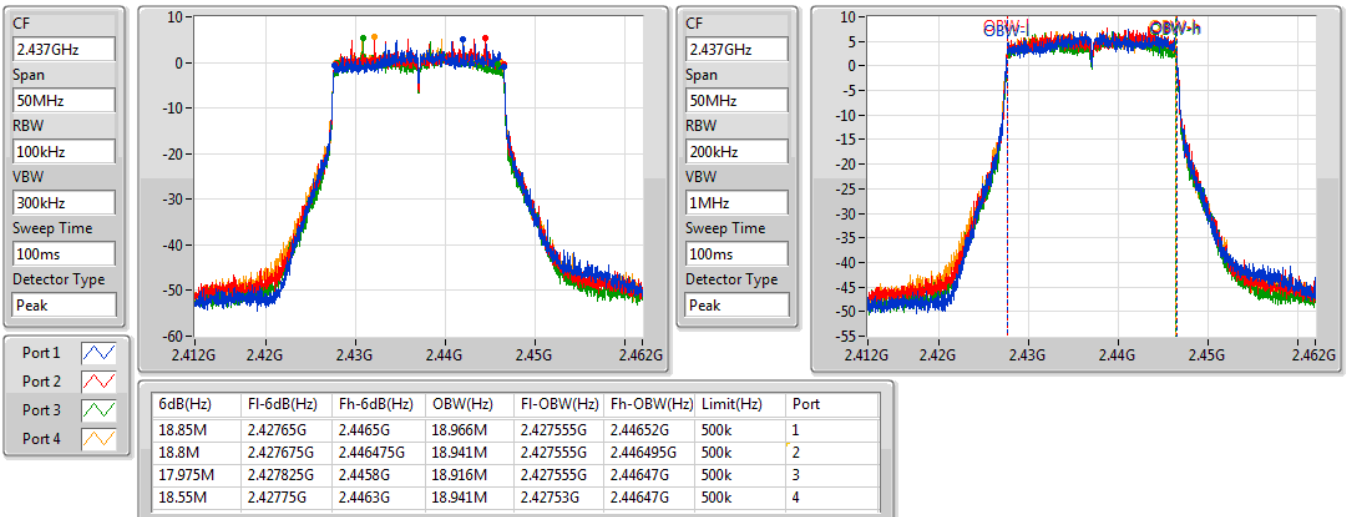 CF
2.437GHz
Span
50MHz
RBW
100kHz
VBW
300kHz
Sweep Time
100ms
Detector Type
Peak
10
0
-10
-20
-30
-40
-50
-60
2.412G 2.42G 2.43G 2.44G 2.45G 2.462G
CF
2.437GHz
Span
50MHz
RBW
200kHz
VBW
1MHz
Sweep Time
100ms
Detector Type
Peak
OBW-l OBW-h
10
5
0
-5
-10
-15
-20
-25
-30
-35
-40
-45
-50
-55
2.412G 2.42G 2.43G 2.44G 2.45G 2.462G
Port 1
Port 2
Port 3
Port 4
6dB(Hz) Fl-6dB(Hz) Fh-6dB(Hz) OBW(Hz) Fl-OBW(Hz) Fh-OBW(Hz) Limit(Hz) Port
18.85M 2.42765G 2.4465G 18.966M 2.427555G 2.44652G 500k 1
18.8M 2.427675G 2.446475G 18.941M 2.427555G 2.446495G 500k 2
17.975M 2.427825G 2.4458G 18.916M 2.427555G 2.44647G 500k 3
18.55M 2.42775G 2.4463G 18.941M 2.42753G 2.44647G 500k 4